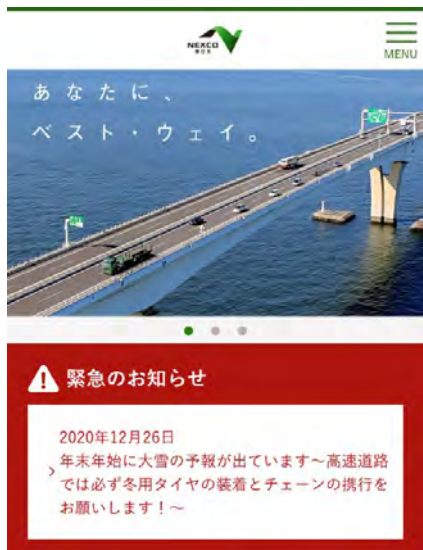 NEXCO
MENU
あなたに、
ベスト・ウェイ。
緊急のお知らせ
2020年12月26日
年末年始に大雪の予報が出ています～高速道路
では必ず冬用タイヤの装着とチェーンの携行を
お願いします！～